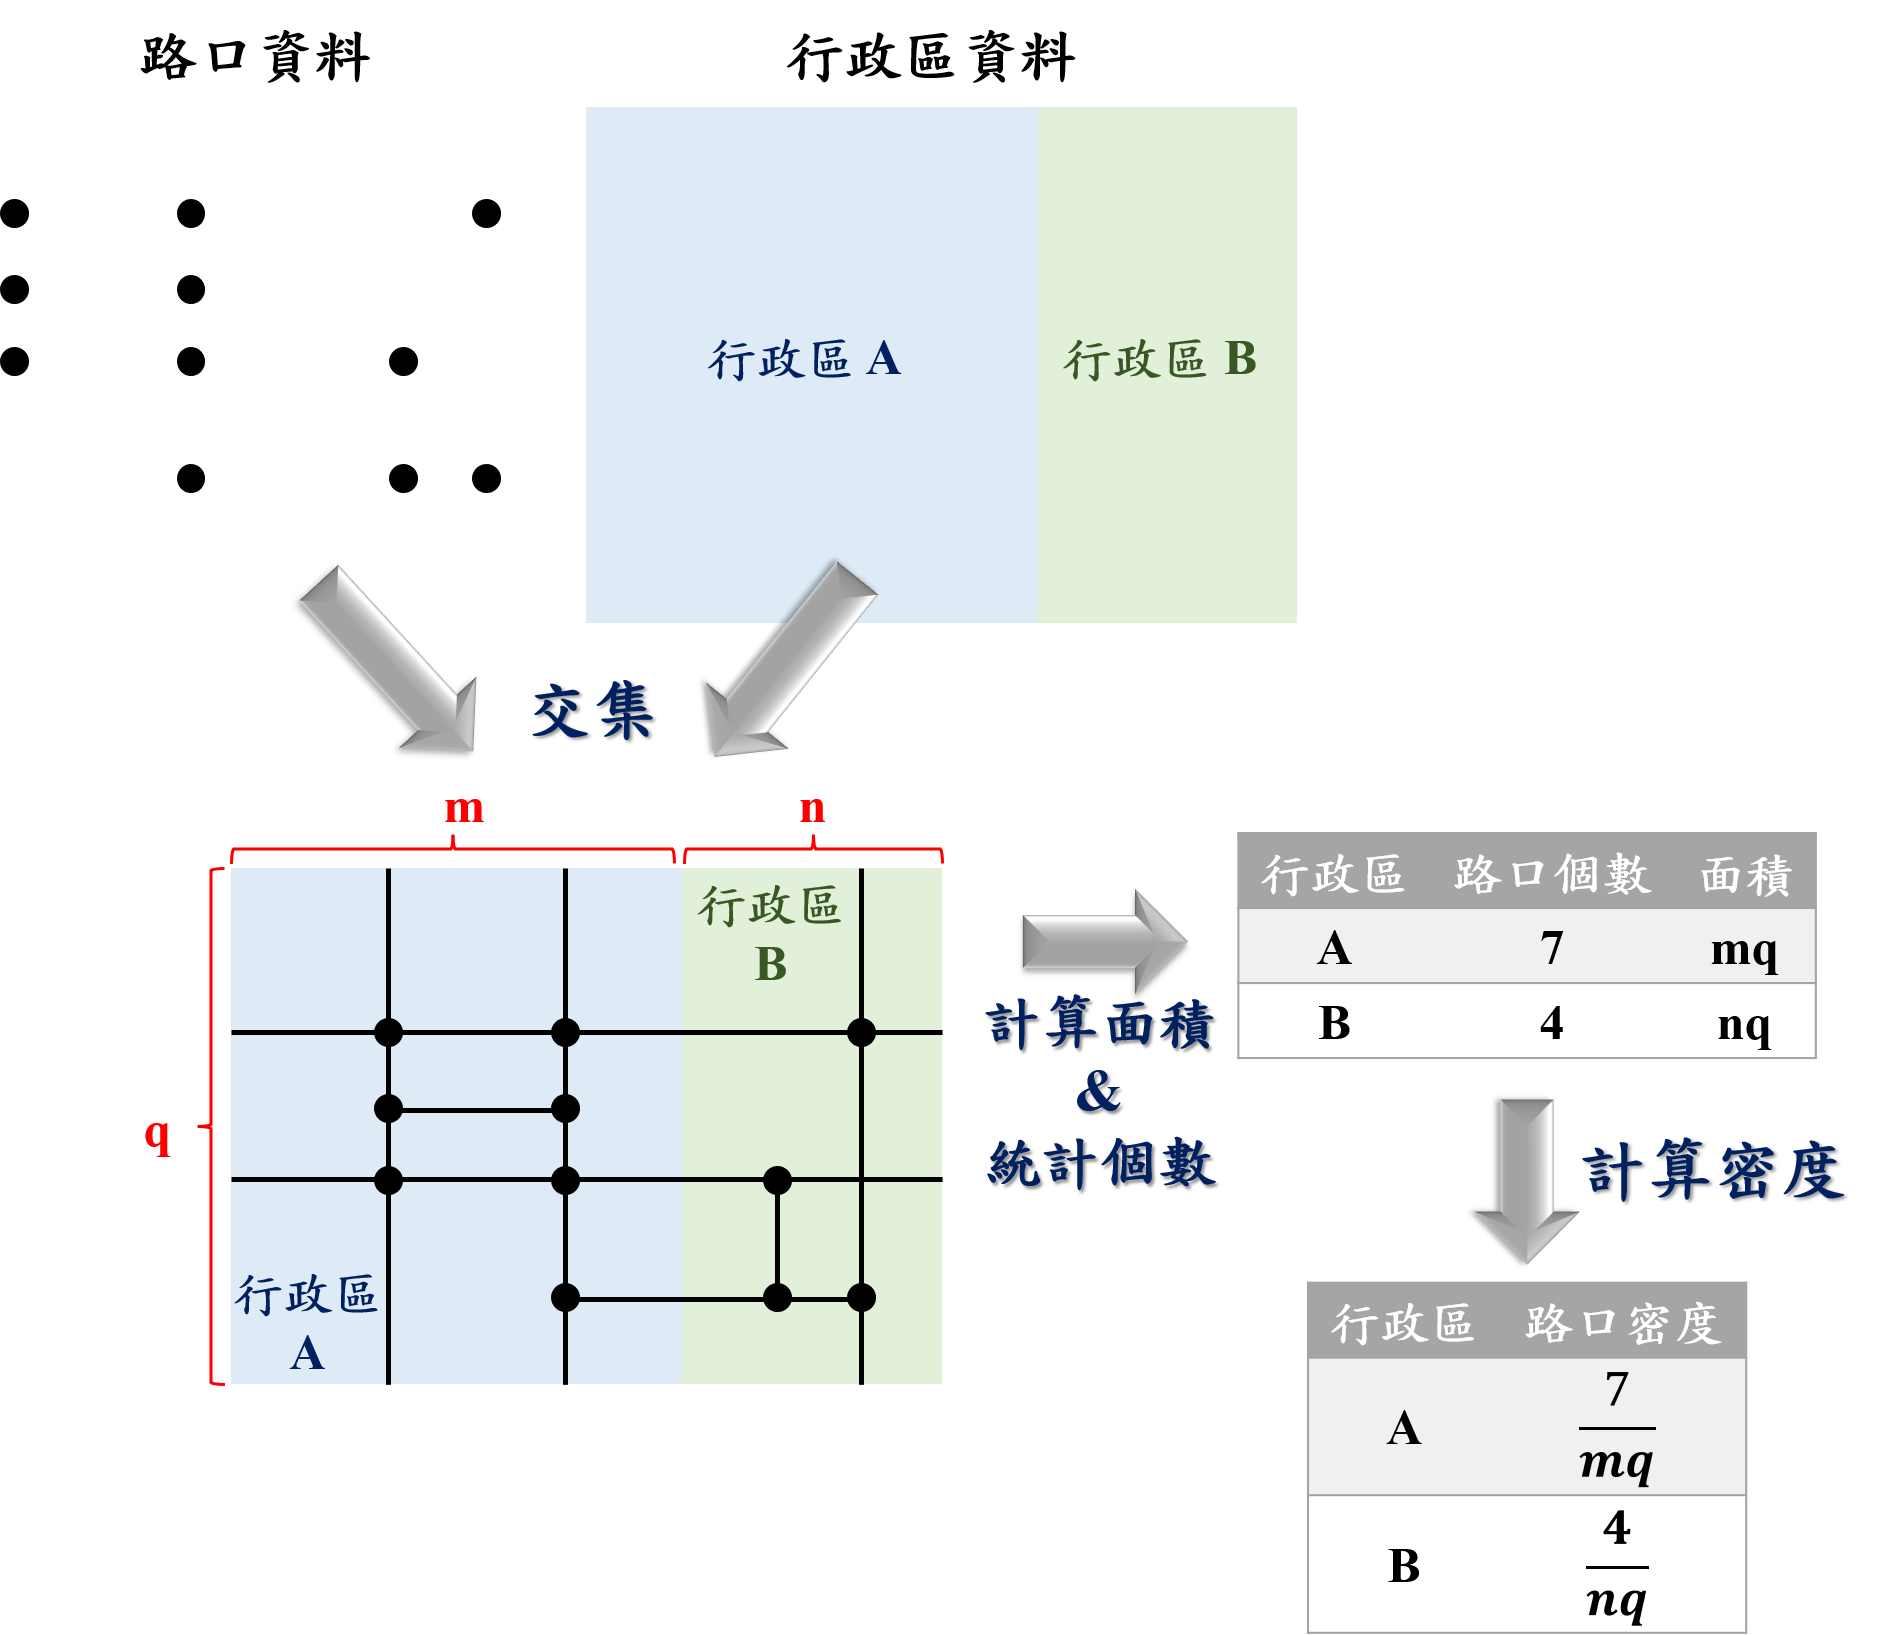 路口資料
行政區資料
行政區 A
行政區 B
交集
m
n
q
行政區
B
行政區
A
計算面積
&
統計個數
行政區 路口個數 面積
A 7 mq
B 4 nq
計算密度
行政區 路口密度
A 7/mq
B 4/nq